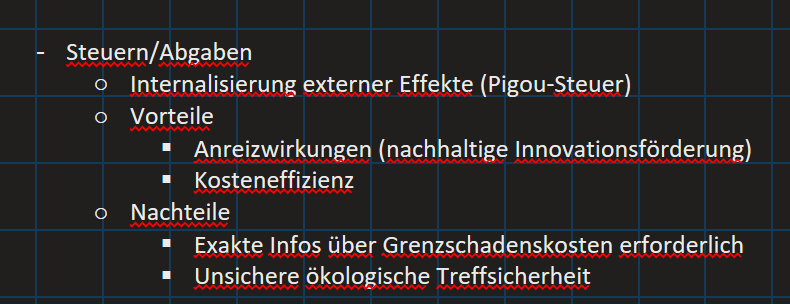 - Steuern/Abgaben
o Internalisierung externer Effekte (Pigou-Steuer)
o Vorteile
▪ Anreizwirkungen (nachhaltige Innovationsförderung)
▪ Kosteneffizienz
o Nachteile
▪ Exakte Infos über Grenzschadenskosten erforderlich
▪ Unsichere ökologische Treffsicherheit